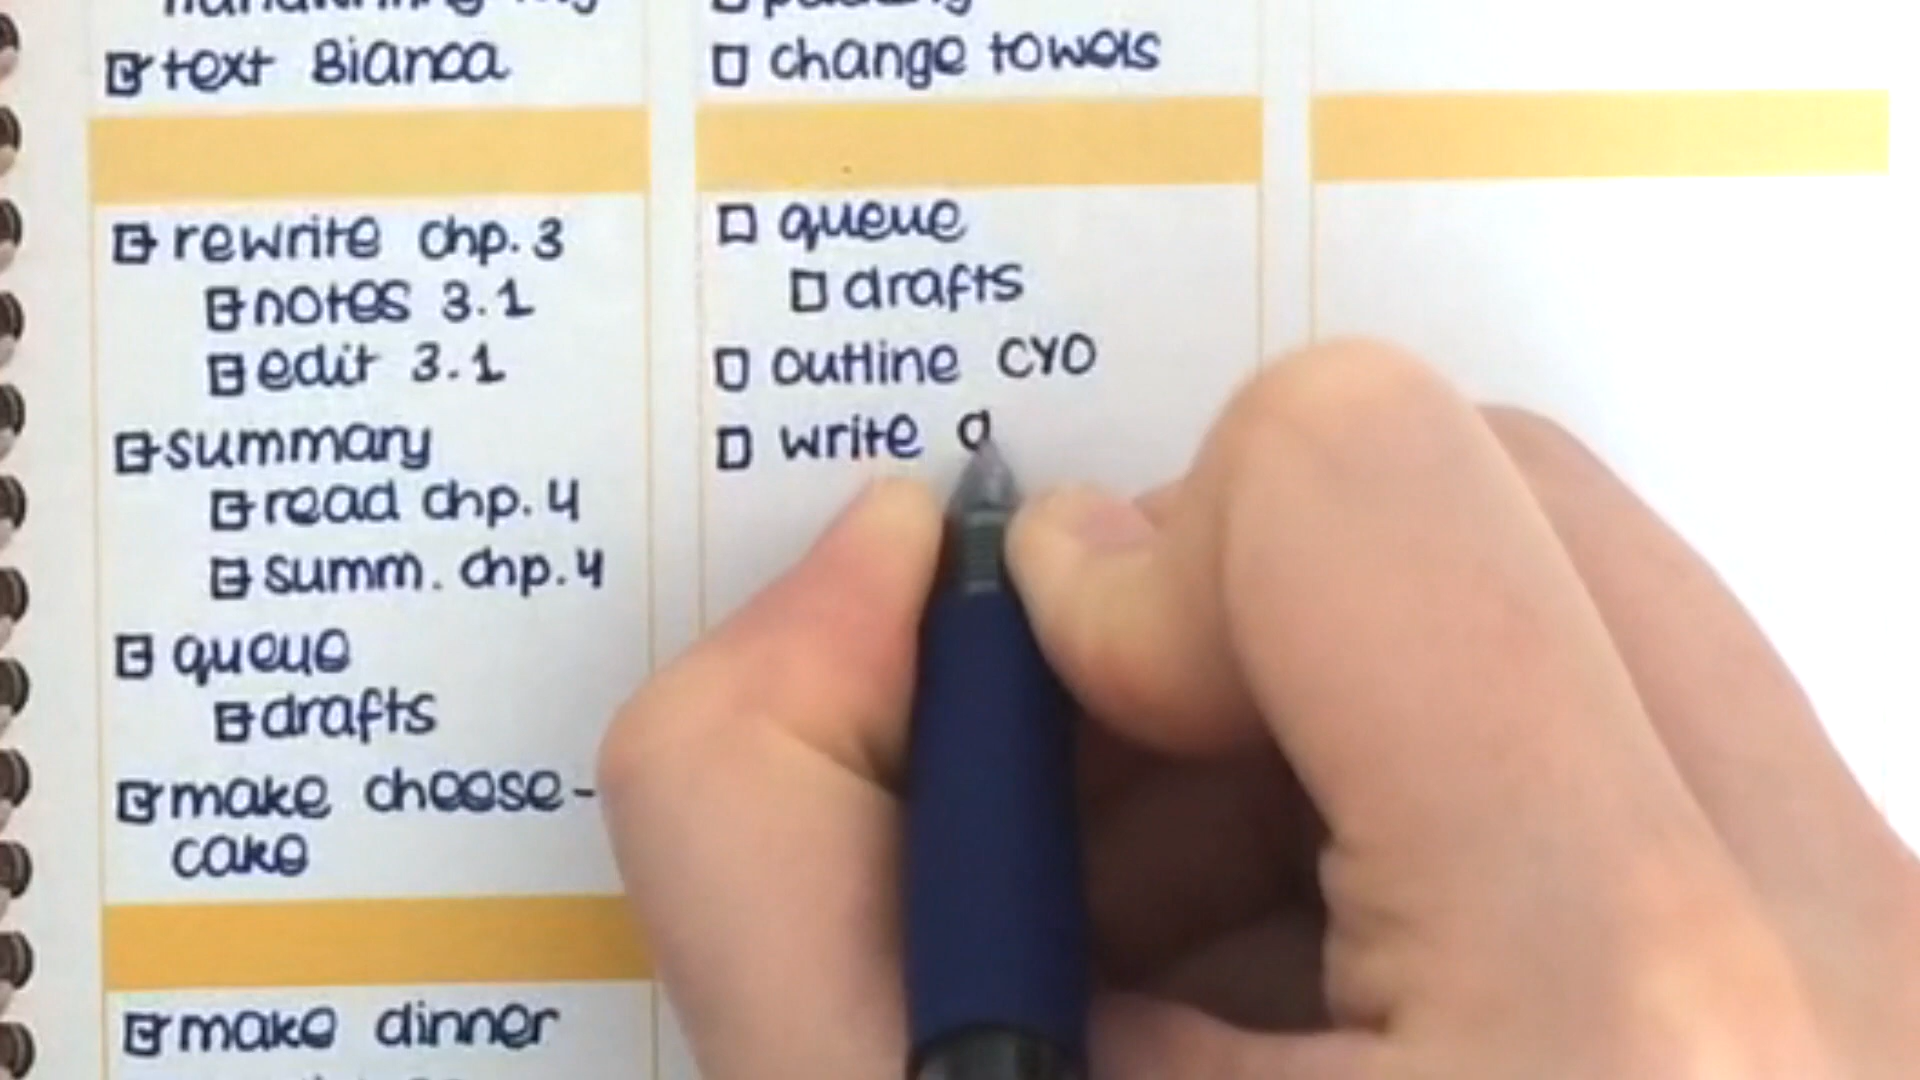 text Bianca
rewrite chp. 3
notes 3.1
edit 3.1
summary
read chp. 4
summ. chp. 4
queue
drafts
make cheese-
cake
make dinner
change towels
queue
drafts
outline CYO
write a